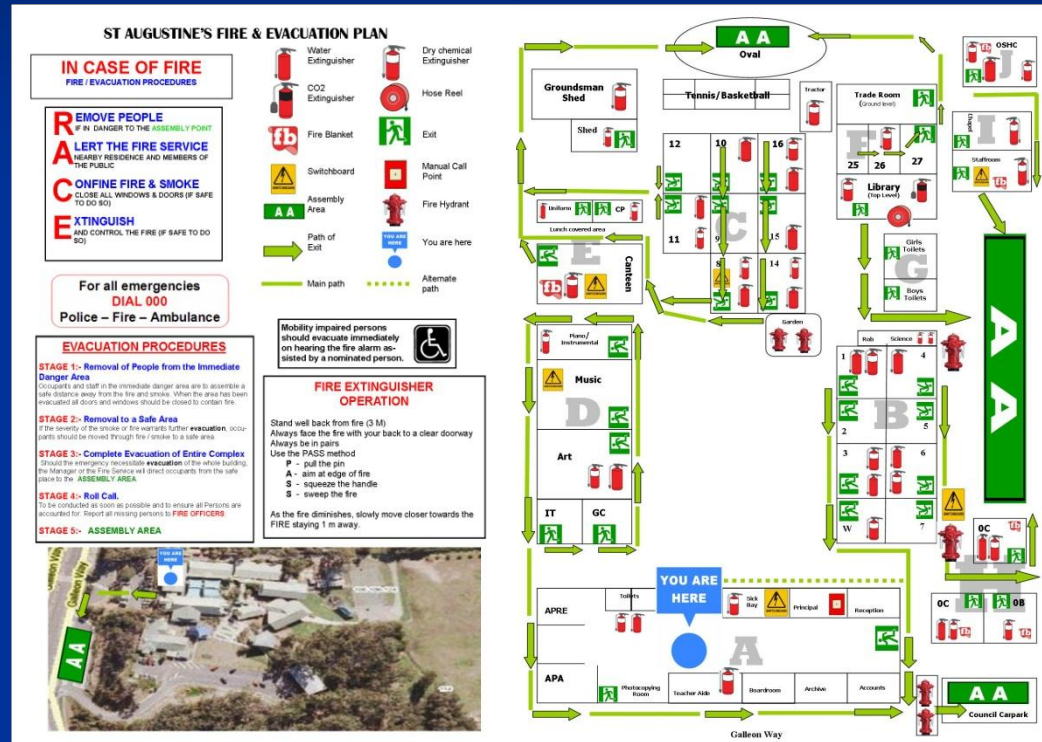 ST AUGUSTINE'S FIRE & EVACUATION PLAN
IN CASE OF FIRE
FIRE / EVACUATION PROCEDURES
REMOVE PEOPLE
IF IN DANGER TO THE ASSEMBLY POINT
ALERT THE FIRE SERVICE
NEARBY RESIDENCE AND MEMBERS OF
THE PUBLIC
CONFINE FIRE & SMOKE
CLOSE ALL WINDOWS & DOORS (IF SAFE
TO DO SO)
EXTINGUISH
AND CONTROL THE FIRE (IF SAFE TO DO
SO)
For all emergencies
DIAL 000
Police – Fire – Ambulance
EVACUATION PROCEDURES
STAGE 1:- Removal of People from the Immediate
Danger Area
Occupants and staff in the immediate danger area are to assemble a
safe distance away from the fire and smoke. When the area has been
evacuated all doors and windows should be closed to contain fire.
STAGE 2:- Removal to a Safe Area
If the severity of the smoke or fire warrants further evacuation, occu-
pants should be moved through fire / smoke to a safe area
STAGE 3:- Complete Evacuation of Entire Complex
Should the emergency necessitate evacuation of the whole building,
the Manager or the Fire Service will direct occupants from the safe
place to the ASSEMBLY AREA
STAGE 4:- Roll Call.
To be conducted as soon as possible and to ensure all Persons are
accounted for. Report all missing persons to FIRE OFFICERS
STAGE 5:- ASSEMBLY AREA
Water
Extinguisher
Dry chemical
Extinguisher
CO2
Extinguisher
Hose Reel
fb
Fire Blanket
Exit
Switchboard
Manual Call
Point
A A
Assembly
Area
Fire Hydrant
Path of
Exit
YOU ARE
HERE
You are here
Main path
Alternate
path
Mobility impaired persons
should evacuate immediately
on hearing the fire alarm as-
sisted by a nominated person.
FIRE EXTINGUISHER
OPERATION
Stand well back from fire (3 M)
Always face the fire with your back to a clear doorway
Always be in pairs
Use the PASS method
P - pull the pin
A - aim at edge of fire
S - squeeze the handle
S - sweep the fire
As the fire diminishes, slowly move closer towards the
FIRE staying 1 m away.
YOU ARE
HERE
Galleon Way
Galleon Way
A A
A A
Oval
Groundsman
Shed
Shed
Tennis/Basketball
Tractor
Trade Room
(Ground level)
F
25
26
27
Library
(Top Level)
fb
OSHC
J
I
Chapel
Staffroom
fb
12
10
16
C
11
9
15
8
14
Uniform
CP
Lunch covered area
E
Canteen
fb
Garden
Girls
Toilets
G
Boys
Toilets
A A
Piano/
Instrumental
Music
D
Art
IT
GC
Rob
Science
1
4
B
2
5
3
6
W
7
0C
H
0C
0B
fb
fb
APRE
Toilets
YOU ARE
HERE
Sick
Bay
Principal
Reception
A
APA
Photocopying
Room
Teacher Aide
Boardroom
Archive
Accounts
Galleon Way
A A
Council Carpark